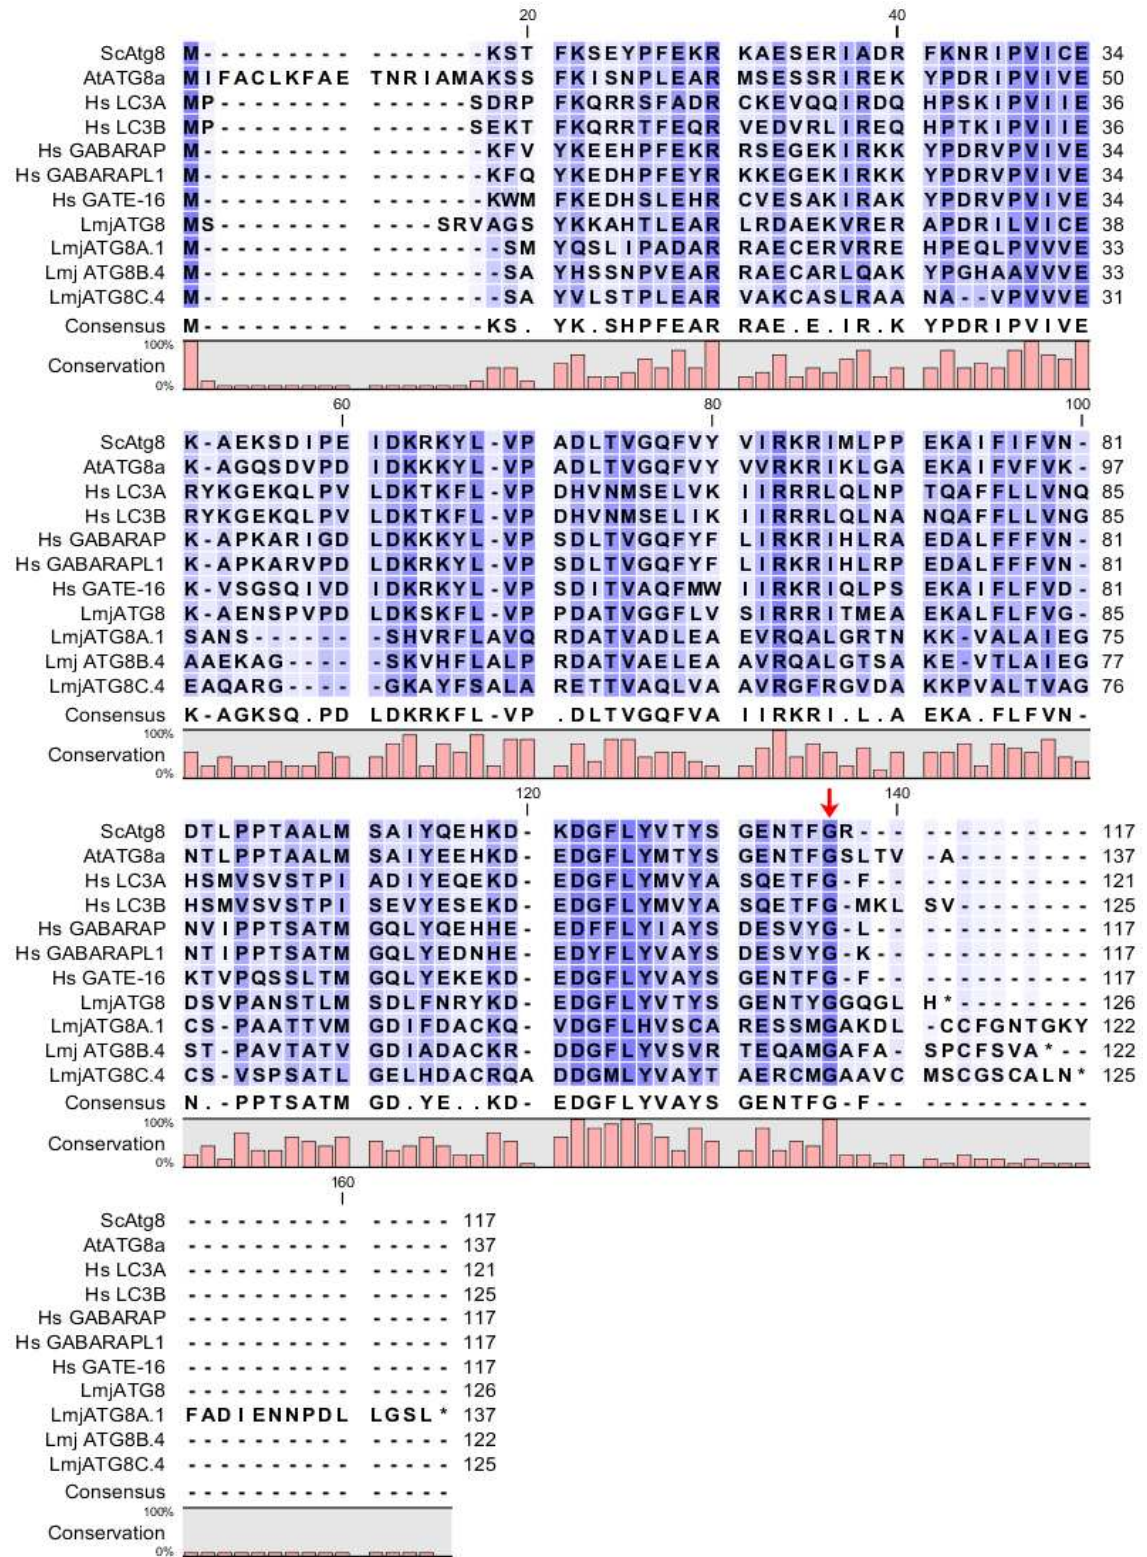 20 40
ScAtg8 M--------- -------KST FKSEYPFEKR KAESERIADR FKNRIPVICE 34
AtATG8a MIFACLKFAE TNRIAMAKSS FKISNPLEAR MSESSRIREK YPDRIPVIVE 50
Hs LC3A MP-------- ------SDRP FKQRRSFADR CKEVQQIRDQ HPSKIPVIIE 36
Hs LC3B MP-------- ------SEKT FKQRRTFEQR VEDVRLIREQ HPTKIPVIIE 36
Hs GABARAP M--------- -------KFV YKEEHPFEKR RSEGEKIRKK YPDRVPVIVE 34
Hs GABARAPL1 M--------- -------KFQ YKEDHPFEYR KKEGEKIRKK YPDRVPVIVE 34
Hs GATE-16 M--------- -------KWM FKEDHSLEHR CVESAKIRAK YPDRVPVIVE 34
LmjATG8 MS-------- ----SRVAGS YKKAHTLEAR LRDAEKVRER APDRILVICE 38
LmjATG8A.1 M--------- --------SM YQSLIPADAR RAECERVRRE HPEQLPVVVE 33
Lmj ATG8B.4 M--------- --------SA YHSSNPVEAR RAECARLQAK YPGHAAVVVE 33
LmjATG8C.4 M--------- --------SA YVLSTPLEAR VAKCASLRAA NA--VPVVVE 31
Consensus M--------- -------KS. YK.SHPFEAR RAE.E.IR.K YPDRIPVIVE
100%
Conservation
0%
60 80 100
ScAtg8 K-AEKSDIPE IDKRKYL-VP ADLTVGQFVY VIRKRIMLPP EKAIFIFVN- 81
AtATG8a K-AGQSDVPD IDKKKYL-VP ADLTVGQFVY VVRKRIKLGA EKAIFVFVK- 97
Hs LC3A RYKGEKQLPV LDKTKFL-VP DHVNMSELVK IIRRRLQLNP TQAFFLLVNQ 85
Hs LC3B RYKGEKQLPV LDKTKFL-VP DHVNMSELIK IIRRRLQLNA NQAFFLLVNG 85
Hs GABARAP K-APKARIGD LDKKKYL-VP SDLTVGQFYF LIRKRIHLRA EDALFFFVN- 81
Hs GABARAPL1 K-APKARVPD LDKRKYL-VP SDLTVGQFYF LIRKRIHLRP EDALFFFVN- 81
Hs GATE-16 K-VSGSQIVD IDKRKYL-VP SDITVAQFMW IIRKRIQLPS EKAIFLFVD- 81
LmjATG8 K-AENSPVPD LDKSKFL-VP PDATVGGFLV SIRRRITMEA EKALFLFVG- 85
LmjATG8A.1 SANS------ -SHVRFLAVQ RDATVADLEA EVRQALGRTN KK-VALAIEG 75
Lmj ATG8B.4 AAEKAG---- -SKVHFLALP RDATVAELEA AVRQALGTSA KE-VTLAIEG 77
LmjATG8C.4 EAQARG---- -GKAYFSALA RETTVAQLVA AVRGFRGVDA KKPVALTVAG 76
Consensus K-AGKSQ.PD LDKRKFL-VP .DLTVGQFVA IIRKRI.L.A EKA.FLFVN-
100%
Conservation
0%
120 140
ScAtg8 DTLPPTAALM SAIYQEHKD- KDGFLYVTYS GENTFGR--- ---------- 117
AtATG8a NTLPPTAALM SAIYEEHKD- EDGFLYMTYS GENTFGSLTV -A-------- 137
Hs LC3A HSMVSVSTPI ADIYEQEKD- EDGFLYMVYA SQETFG-F-- ---------- 121
Hs LC3B HSMVSVSTPI SEVYESEKD- EDGFLYMVYA SQETFG-MKL SV-------- 125
Hs GABARAP NVIPPTSATM GQLYQEHHE- EDFFLYIAYS DESVYG-L-- ---------- 117
Hs GABARAPL1 NTIPPTSATM GQLYEDNHE- EDYFLYVAYS DESVYG-K-- ---------- 117
Hs GATE-16 KTVPQSSLTM GQLYEKEKD- EDGFLYVAYS GENTFG-F-- ---------- 117
LmjATG8 DSVPANSTLM SDLFNRYKD- EDGFLYVTYS GENTYGGQGL H*-------- 126
LmjATG8A.1 CS-PAATTVM GDIFDACKQ- VDGFLHVSCA RESSMGAKDL -CCFGNTGKY 122
Lmj ATG8B.4 ST-PAVTATV GDIADACKR- DDGFLYVSVR TEQAMGAFA- SPCFSVA*-- 122
LmjATG8C.4 CS-VSPSATL GELHDACRQA DDGMLYVAYT AERCMGAAVC MSCGSCALN* 125
Consensus N.-PPTSATM GD.YE..KD- EDGFLYVAYS GENTFG-F-- ----------
100%
Conservation
0%
160
ScAtg8 ---------- ----- 117
AtATG8a ---------- ----- 137
Hs LC3A ---------- ----- 121
Hs LC3B ---------- ----- 125
Hs GABARAP ---------- ----- 117
Hs GABARAPL1 ---------- ----- 117
Hs GATE-16 ---------- ----- 117
LmjATG8 ---------- ----- 126
LmjATG8A.1 FADIENNPDL LGSL* 137
Lmj ATG8B.4 ---------- ----- 122
LmjATG8C.4 ---------- ----- 125
Consensus ---------- -----
100%
Conservation
0%